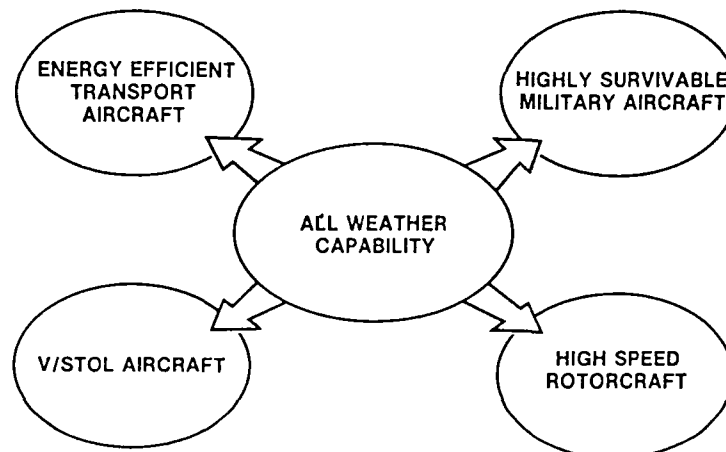 ENERGY EFFICIENT
TRANSPORT
AIRCRAFT
HIGHLY SURVIVABLE
MILITARY AIRCRAFT
ALL WEATHER
CAPABILITY
V/STOL AIRCRAFT
HIGH SPEED
ROTORCRAFT